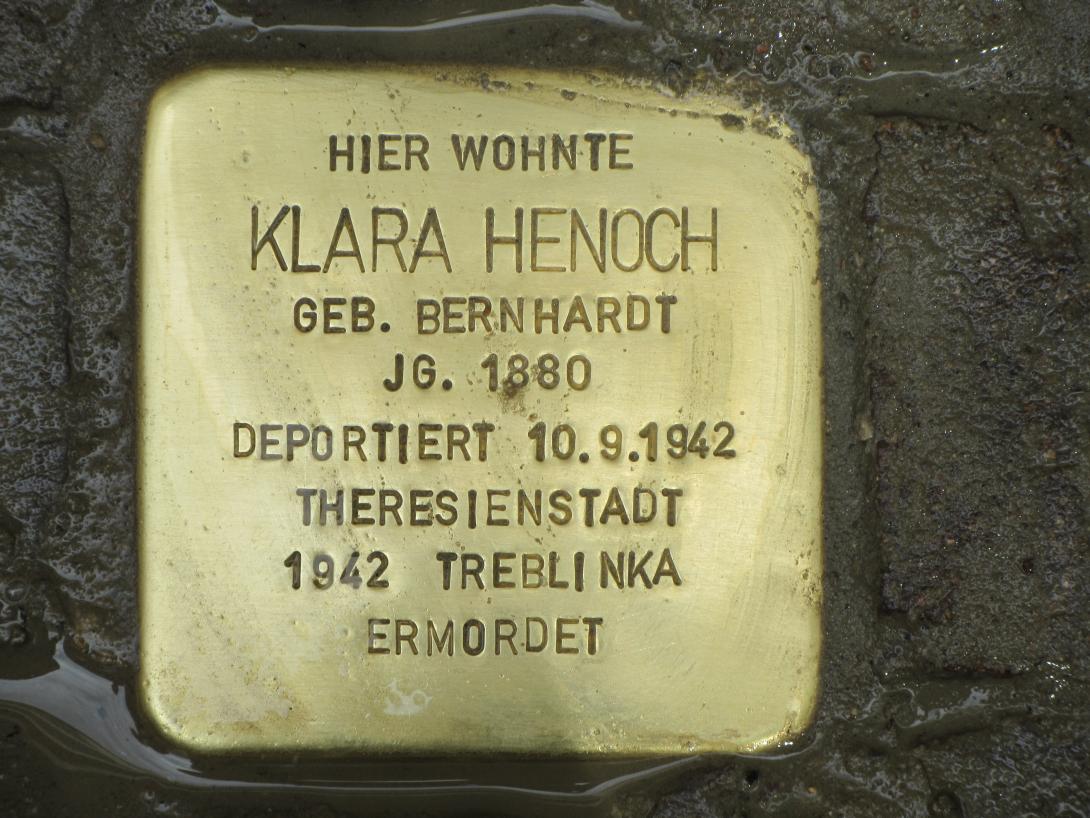 HIER WOHNTE
KLARA HENOCH
GEB. BERNHARDT
JG. 1880
DEPORTIERT 10.9.1942
THERESIENSTADT
1942 TREBLINKA
ERMORDET